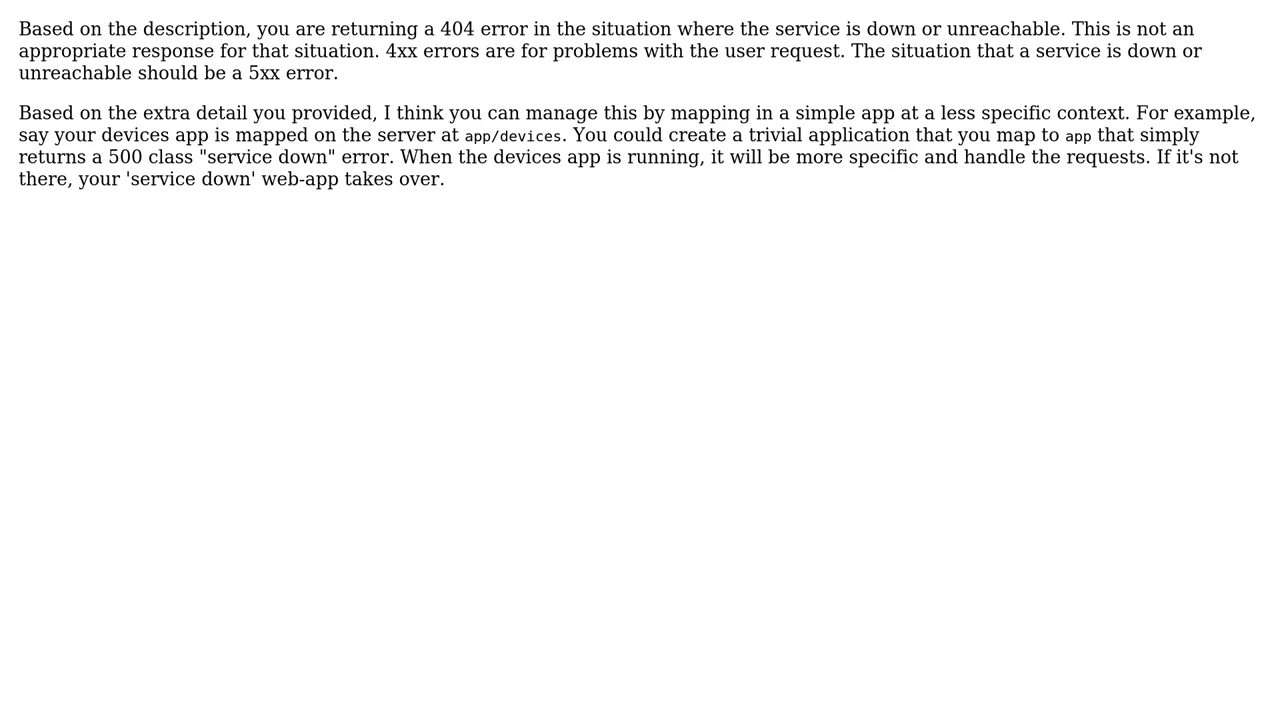 Based on the description, you are returning a 404 error in the situation where the service is down or unreachable. This is not an
appropriate response for that situation. 4xx errors are for problems with the user request. The situation that a service is down or
unreachable should be a 5xx error.
Based on the extra detail you provided, I think you can manage this by mapping in a simple app at a less specific context. For example,
say your devices app is mapped on the server at app/devices. You could create a trivial application that you map to app that simply
returns a 500 class "service down" error. When the devices app is running, it will be more specific and handle the requests. If it's not
there, your 'service down' web-app takes over.